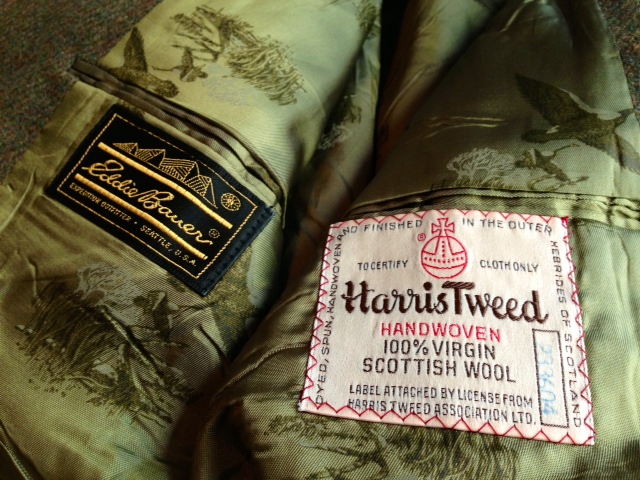 Eddie Bauer®
EXPEDITION OUTFITTER • SEATTLE, U.S.A.
DYED, SPUN, HANDWOVEN AND FINISHED IN THE OUTER HEBRIDES OF SCOTLAND
®
TO CERTIFY CLOTH ONLY
Harris Tweed
HANDWOVEN
100% VIRGIN
SCOTTISH WOOL
LABEL ATTACHED BY LICENSE FROM
HARRIS TWEED ASSOCIATION LTD.